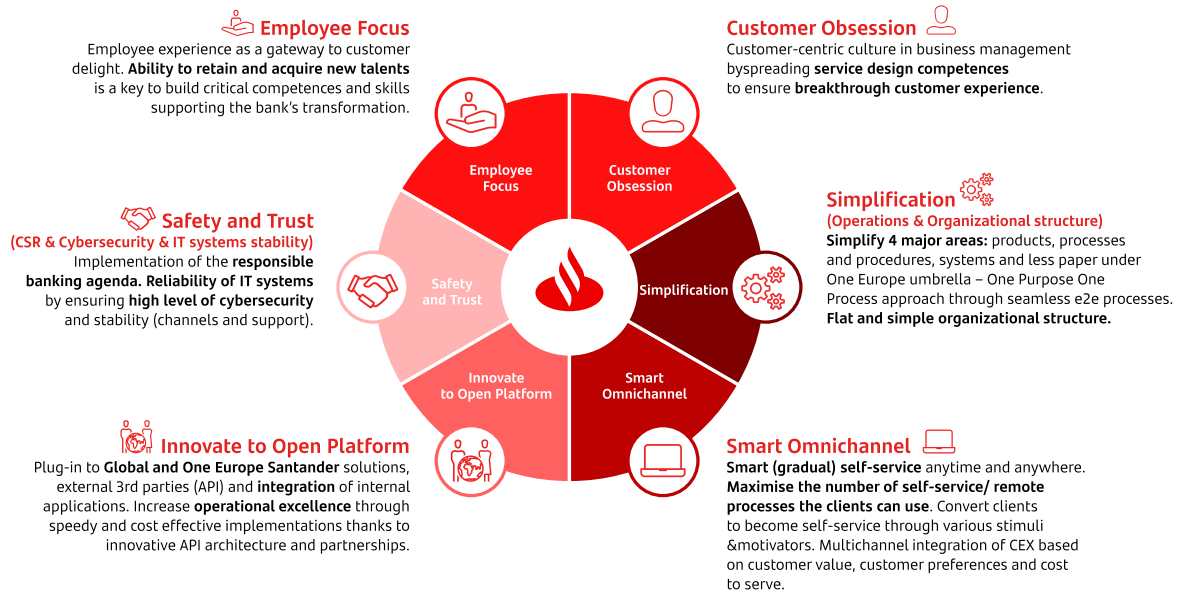 Employee Focus
Employee experience as a gateway to customer
delight. Ability to retain and acquire new talents
is a key to build critical competences and skills
supporting the bank's transformation.
Customer Obsession
Customer-centric culture in business management
byspreading service design competences
to ensure breakthrough customer experience.
Safety and Trust
(CSR & Cybersecurity & IT systems stability)
Implementation of the responsible
banking agenda. Reliability of IT systems
by ensuring high level of cybersecurity
and stability (channels and support).
Employee
Focus
Customer
Obsession
Safety
and Trust
Simplification
Innovate
to Open Platform
Smart
Omnichannel
Simplification
(Operations & Organizational structure)
Simplify 4 major areas: products, processes
and procedures, systems and less paper under
One Europe umbrella – One Purpose One
Process approach through seamless e2e processes.
Flat and simple organizational structure.
Innovate to Open Platform
Plug-in to Global and One Europe Santander solutions,
external 3rd parties (API) and integration of internal
applications. Increase operational excellence through
speedy and cost effective implementations thanks to
innovative API architecture and partnerships.
Smart Omnichannel
Smart (gradual) self-service anytime and anywhere.
Maximise the number of self-service/ remote
processes the clients can use. Convert clients
to become self-service through various stimuli
&motivators. Multichannel integration of CEX based
on customer value, customer preferences and cost
to serve.